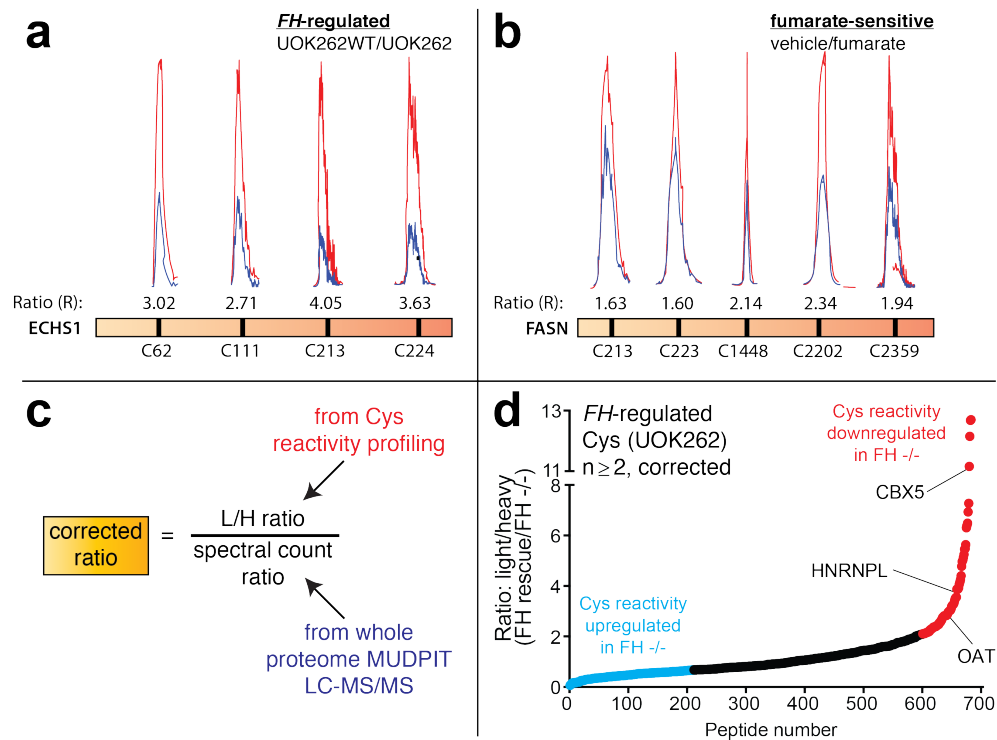 a
FH-regulated
UOK262WT/UOK262
Ratio (R):
3.02
2.71
4.05
3.63
ECHS1
C62
C111
C213
C224
b
fumarate-sensitive
vehicle/fumarate
Ratio (R):
1.63
1.60
2.14
2.34
1.94
FASN
C213
C223
C1448
C2202
C2359
c
from Cys
reactivity profiling
corrected
ratio
=
L/H ratio
spectral count
ratio
from whole
proteome MUDPIT
LC-MS/MS
d
FH-regulated
Cys (UOK262)
n ≥ 2, corrected
Cys reactivity
downregulated
in FH -/-
CBX5
HNRNPL
OAT
Cys reactivity
upregulated
in FH -/-
Ratio: light/heavy
(FH rescue/FH -/-)
13
11
8
6
4
2
0
0
100
200
300
400
500
600
700
Peptide number